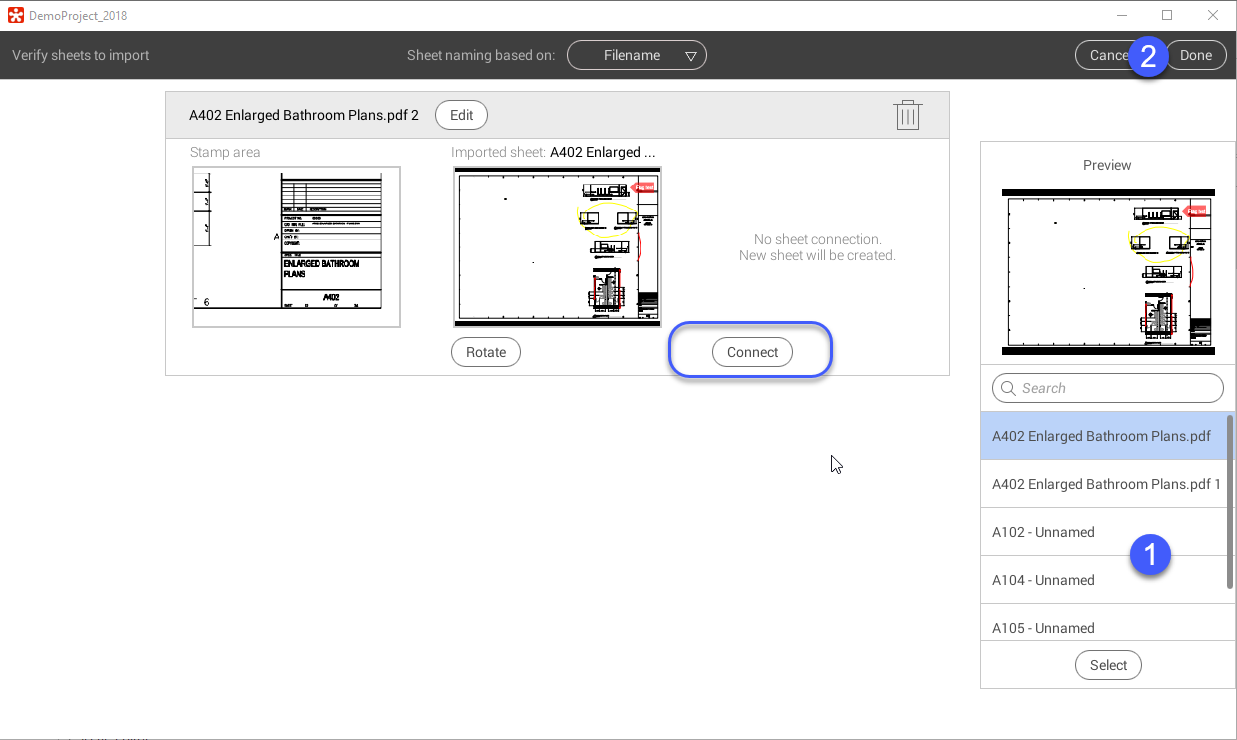 DemoProject_2018
Verify sheets to import
Sheet naming based on:
Filename
Cance
2
Done
A402 Enlarged Bathroom Plans.pdf 2
Edit
Stamp area
Imported sheet: A402 Enlarged ...
ENLARGED BATHROOM
PLANS
A402
A
6
No sheet connection.
New sheet will be created.
Rotate
Connect
Preview
Search
A402 Enlarged Bathroom Plans.pdf
A402 Enlarged Bathroom Plans.pdf 1
A102 - Unnamed
1
A104 - Unnamed
A105 - Unnamed
Select